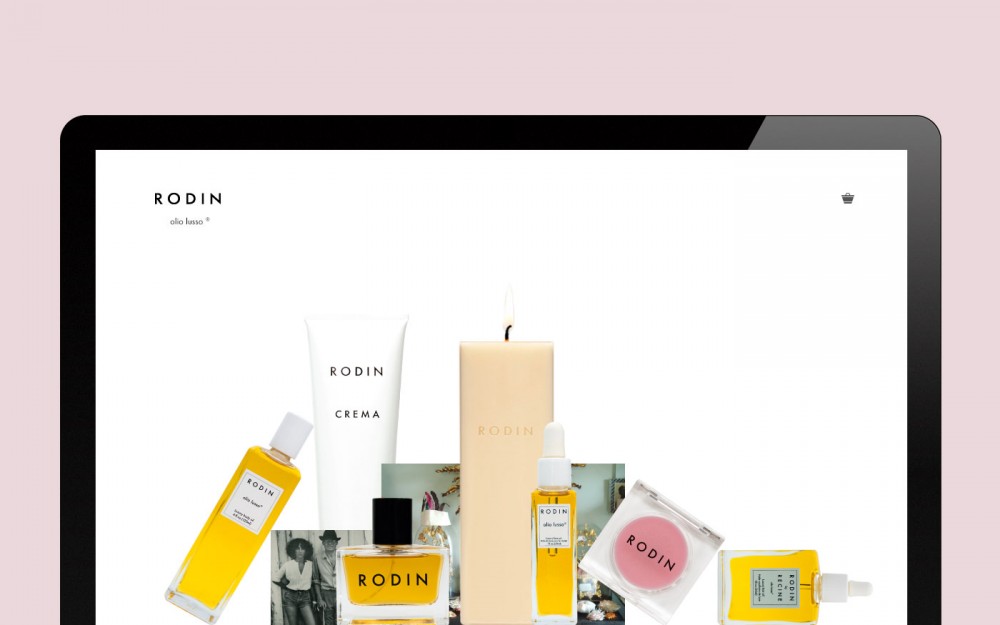 RODIN
olio lusso ®
RODIN
CREMA
RODIN
RODIN
olio lusso®
RODIN
RODIN
olio lusso®
RODIN
RODIN
x
RECINE